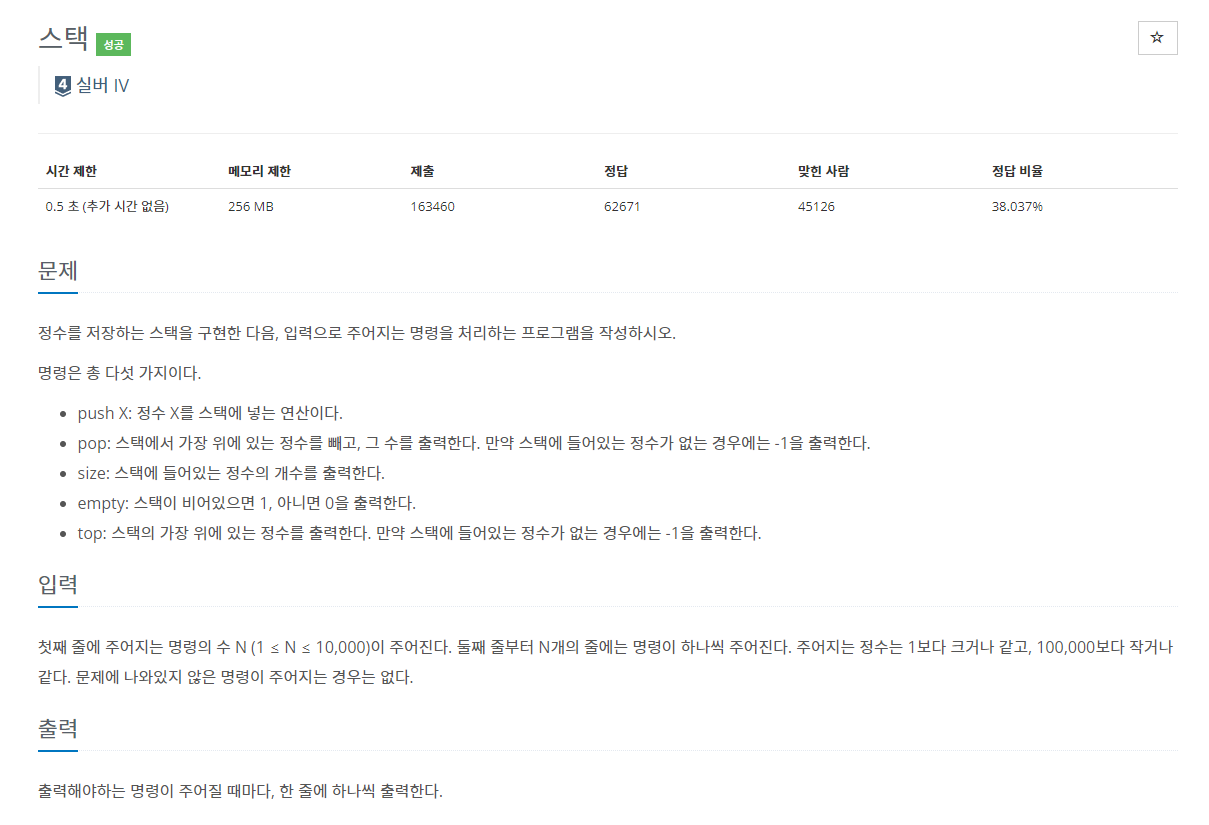 스택 성공
☆
4 실버 IV
시간 제한 메모리 제한 제출 정답 맞힌 사람 정답 비율
0.5 초 (추가 시간 없음) 256 MB 163460 62671 45126 38.037%
문제
정수를 저장하는 스택을 구현한 다음, 입력으로 주어지는 명령을 처리하는 프로그램을 작성하시오.
명령은 총 다섯 가지이다.
• push X: 정수 X를 스택에 넣는 연산이다.
• pop: 스택에서 가장 위에 있는 정수를 빼고, 그 수를 출력한다. 만약 스택에 들어있는 정수가 없는 경우에는 -1을 출력한다.
• size: 스택에 들어있는 정수의 개수를 출력한다.
• empty: 스택이 비어있으면 1, 아니면 0을 출력한다.
• top: 스택의 가장 위에 있는 정수를 출력한다. 만약 스택에 들어있는 정수가 없는 경우에는 -1을 출력한다.
입력
첫째 줄에 주어지는 명령의 수 N (1 ≤ N ≤ 10,000)이 주어진다. 둘째 줄부터 N개의 줄에는 명령이 하나씩 주어진다. 주어지는 정수는 1보다 크거나 같고, 100,000보다 작거나
같다. 문제에 나와있지 않은 명령이 주어지는 경우는 없다.
출력
출력해야하는 명령이 주어질 때마다, 한 줄에 하나씩 출력한다.